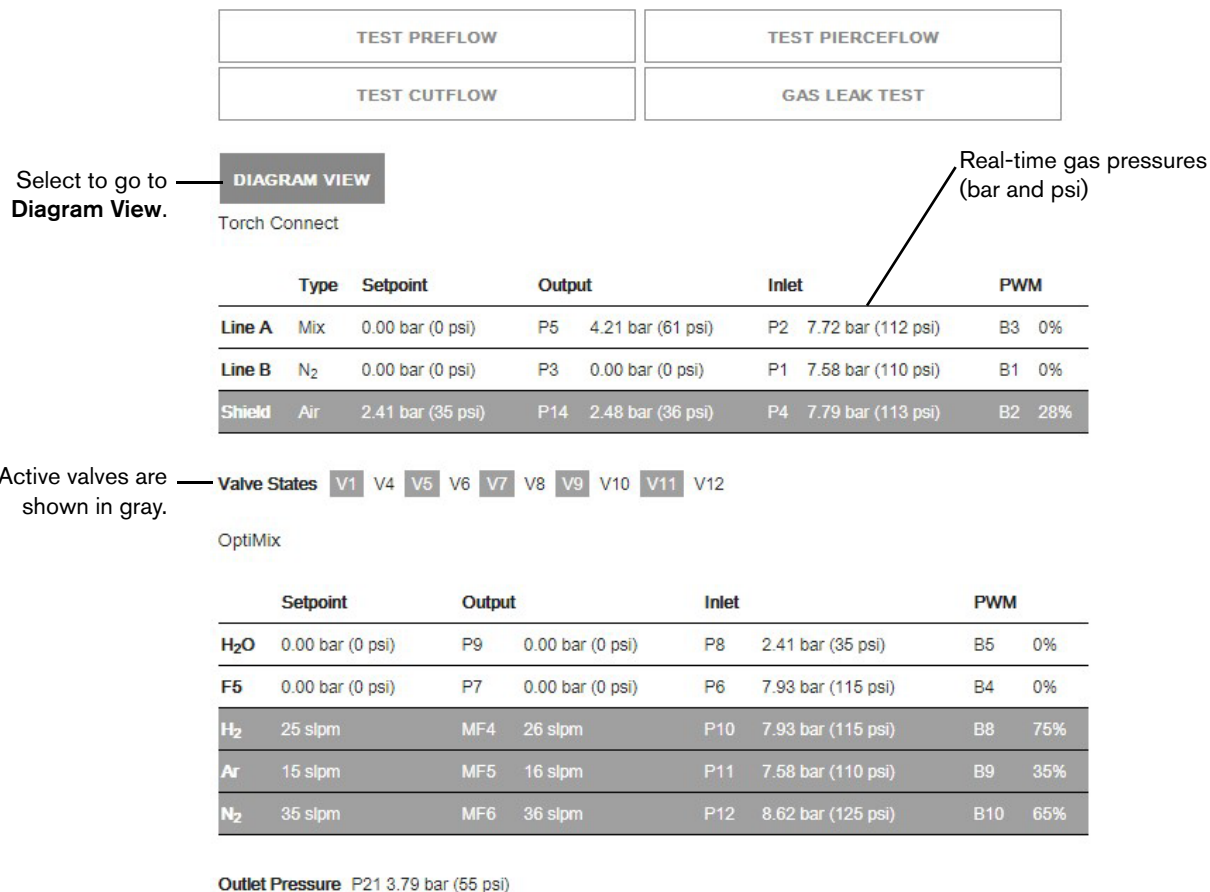 TEST PREFLOW TEST PIERCEFLOW
TEST CUTFLOW GAS LEAK TEST
Select to go to
Diagram View.
DIAGRAM VIEW
Real-time gas pressures
(bar and psi)
Torch Connect
Type Setpoint Output Inlet PWM
Line A Mix 0.00 bar (0 psi) P5 4.21 bar (61 psi) P2 7.72 bar (112 psi) B3 0%
Line B N₂ 0.00 bar (0 psi) P3 0.00 bar (0 psi) P1 7.58 bar (110 psi) B1 0%
Shield Air 2.41 bar (35 psi) P14 2.48 bar (36 psi) P4 7.79 bar (113 psi) B2 28%
Active valves are
shown in gray.
Valve States V1 V4 V5 V6 V7 V8 V9 V10 V11 V12
OptiMix
Setpoint Output Inlet PWM
H₂O 0.00 bar (0 psi) P9 0.00 bar (0 psi) P8 2.41 bar (35 psi) B5 0%
F5 0.00 bar (0 psi) P7 0.00 bar (0 psi) P6 7.93 bar (115 psi) B4 0%
H₂ 25 slpm MF4 26 slpm P10 7.93 bar (115 psi) B8 75%
Ar 15 slpm MF5 16 slpm P11 7.58 bar (110 psi) B9 35%
N₂ 35 slpm MF6 36 slpm P12 8.62 bar (125 psi) B10 65%
Outlet Pressure P21 3.79 bar (55 psi)